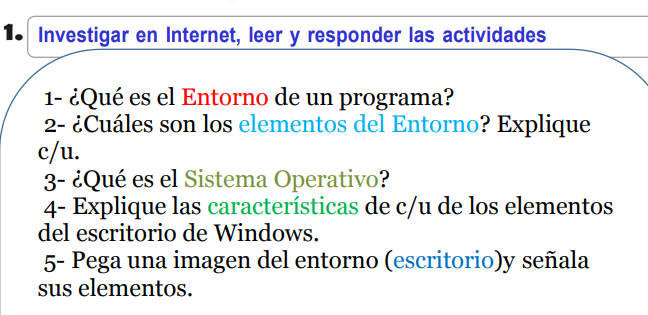 1. Investigar en Internet, leer y responder las actividades
1- ¿Qué es el Entorno de un programa?
2- ¿Cuáles son los elementos del Entorno? Explique
c/u.
3- ¿Qué es el Sistema Operativo?
4- Explique las características de c/u de los elementos
del escritorio de Windows.
5- Pega una imagen del entorno (escritorio)y señala
sus elementos.